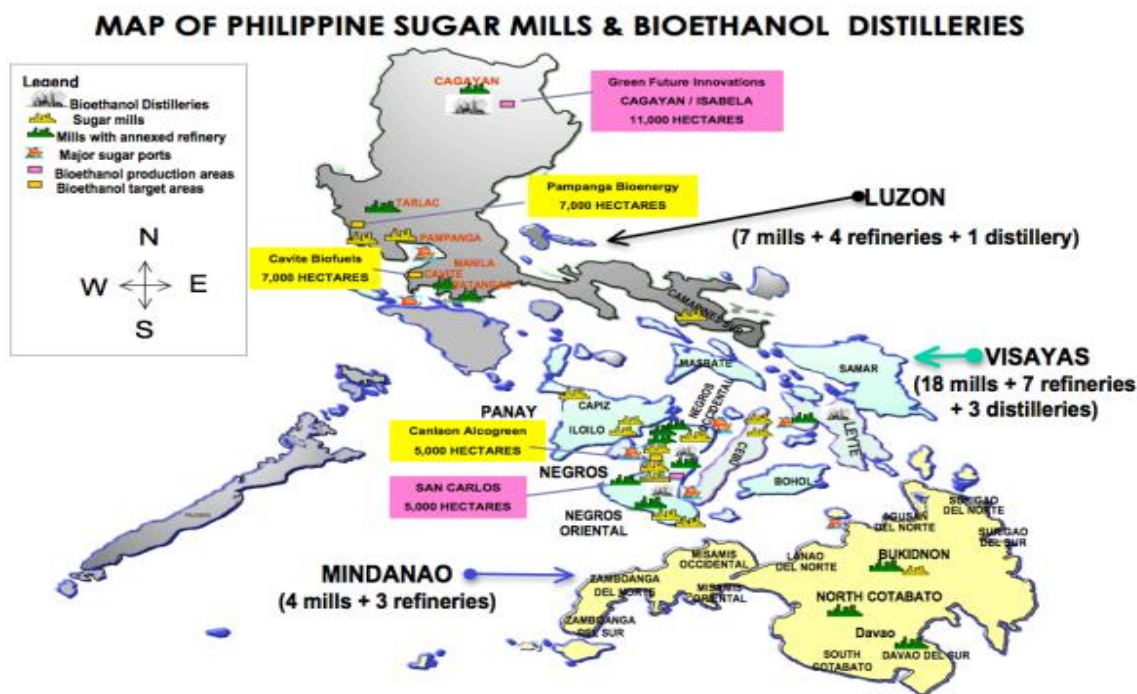 MAP OF PHILIPPINE SUGAR MILLS & BIOETHANOL DISTILLERIES
Legend
Bioethanol Distilleries
Sugar mills
Mills with annexed refinery
Major sugar ports
Bioethanol production areas
Bioethanol target areas
N
W
E
S
CAGAYAN
Green Future Innovations
CAGAYAN / ISABELA
11,000 HECTARES
TARLAC
Pampanga Bioenergy
7,000 HECTARES
LUZON
(7 mills + 4 refineries + 1 distillery)
PAMPANGA
MANILA
Cavite Biofuels
7,000 HECTARES
CAVITE
BATANGAS
CAMARINES SUR
VISAYAS
(18 mills + 7 refineries
+ 3 distilleries)
MASBATE
SAMAR
PANAY
CAPIZ
ILOILO
NEGROS OCCIDENTAL
CEBU
LEYTE
Canlaon Alcogreen
5,000 HECTARES
NEGROS
SAN CARLOS
5,000 HECTARES
BOHOL
NEGROS
ORIENTAL
MINDANAO
(4 mills + 3 refineries)
SURIGAO
DEL NORTE
AGUSAN
DEL NORTE
SURIGAO
DEL SUR
MISAMIS
OCCIDENTAL
LANAO
DEL NORTE
BUKIDNON
ZAMBOANGA
DEL NORTE
MISAMIS
ORIENTAL
NORTH COTABATO
ZAMBOANGA
DEL SUR
Davao
DAVAO DEL SUR
SOUTH
COTABATO